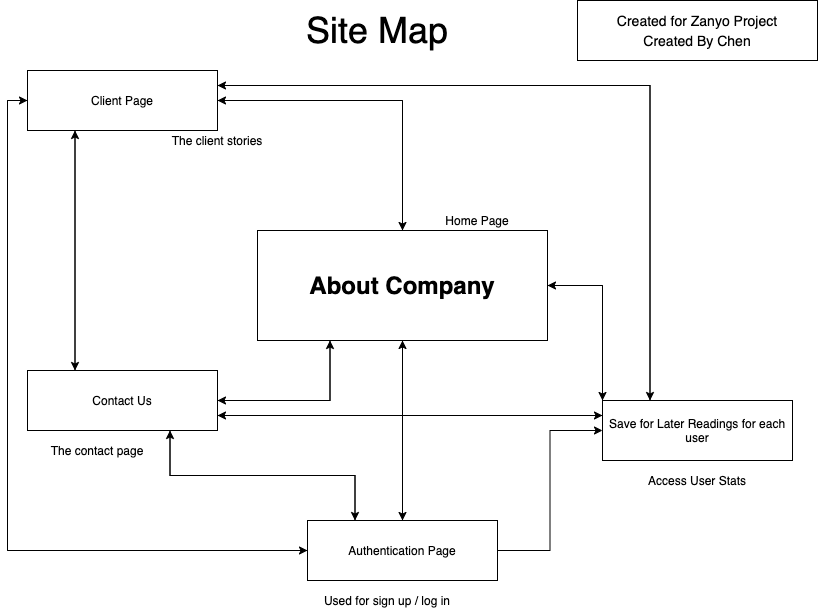 Site Map
Created for Zanyo Project
Created By Chen
Client Page
The client stories
Home Page
About Company
Contact Us
The contact page
Save for Later Readings for each
user
Access User Stats
Authentication Page
Used for sign up / log in